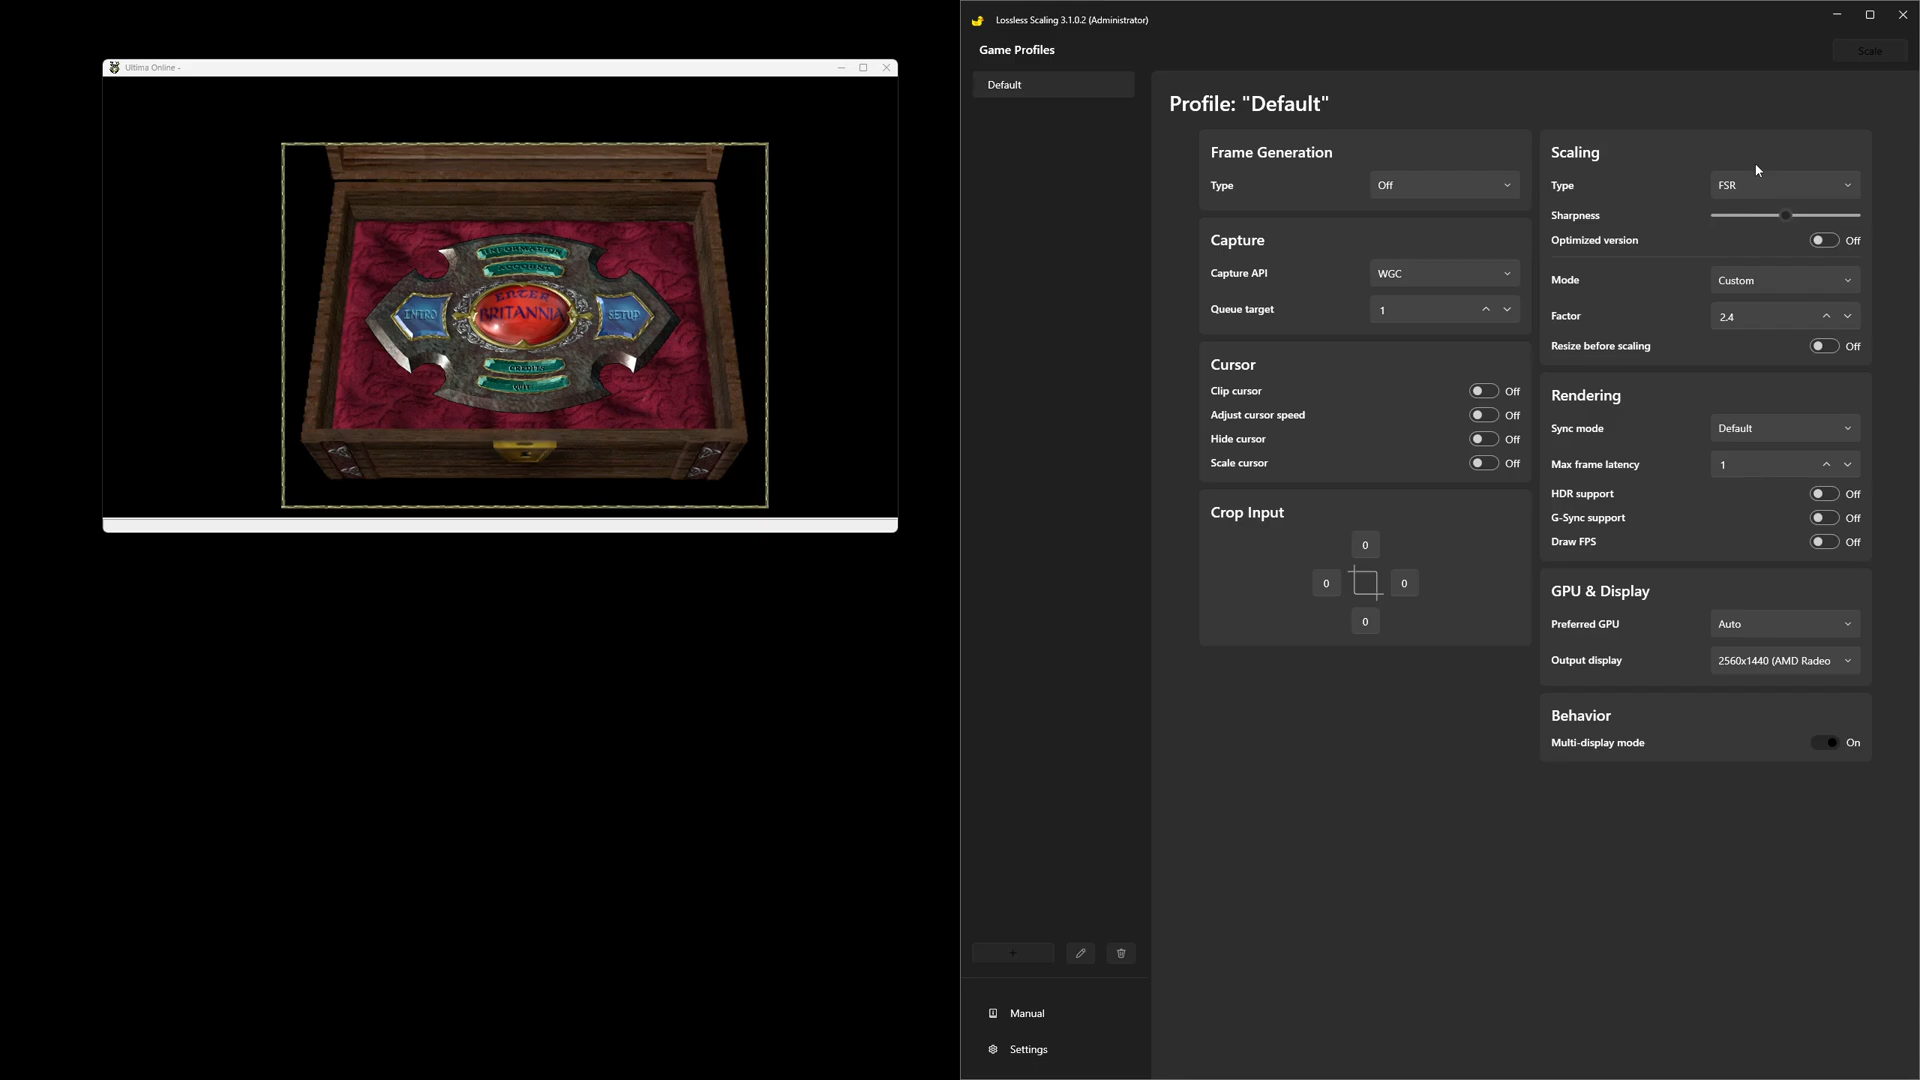 Ultima Online -
INFORMATION
ACCOUNT
ENTER
BRITANNIA
INTRO
SETUP
CREDITS
QUIT
Lossless Scaling 3.1.0.2 (Administrator)
Game Profiles
Scale
Default
Profile: "Default"
Frame Generation
Type
Off
Capture
Capture API
WGC
Queue target
1
Cursor
Clip cursor
Off
Adjust cursor speed
Off
Hide cursor
Off
Scale cursor
Off
Crop Input
0
0
0
0
Scaling
Type
FSR
Sharpness
Optimized version
Off
Mode
Custom
Factor
2.4
Resize before scaling
Off
Rendering
Sync mode
Default
Max frame latency
1
HDR support
Off
G-Sync support
Off
Draw FPS
Off
GPU & Display
Preferred GPU
Auto
Output display
2560x1440 (AMD Radeo
Behavior
Multi-display mode
On
Manual
Settings